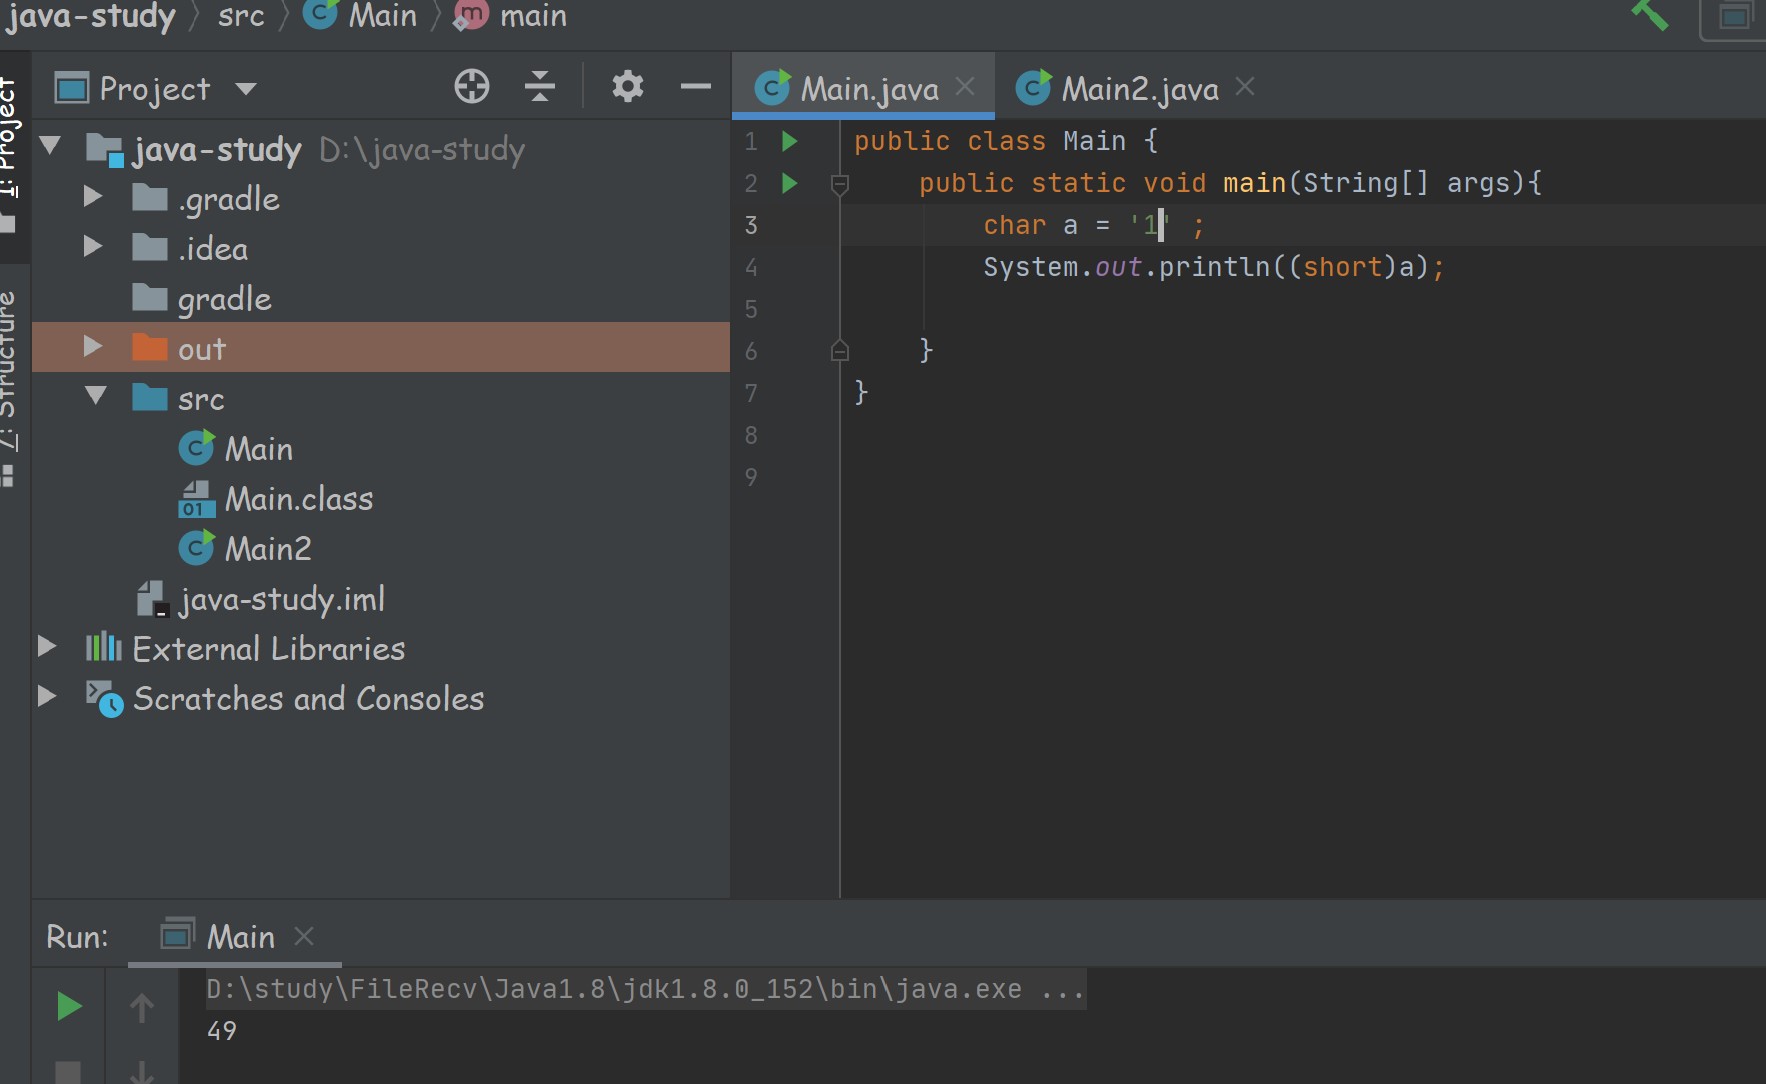 java-study src Main m main
1: Project
7: Structure
Project
java-study D:\java-study
.gradle
.idea
gradle
out
src
C Main
01 Main.class
C Main2
java-study.iml
External Libraries
Scratches and Consoles
C Main.java C Main2.java
1 public class Main {
2 public static void main(String[] args){
3 char a = '1' ;
4 System.out.println((short)a);
5
6 }
7 }
8
9
Run: Main
D:\study\FileRecv\Java1.8\jdk1.8.0_152\bin\java.exe ...
49